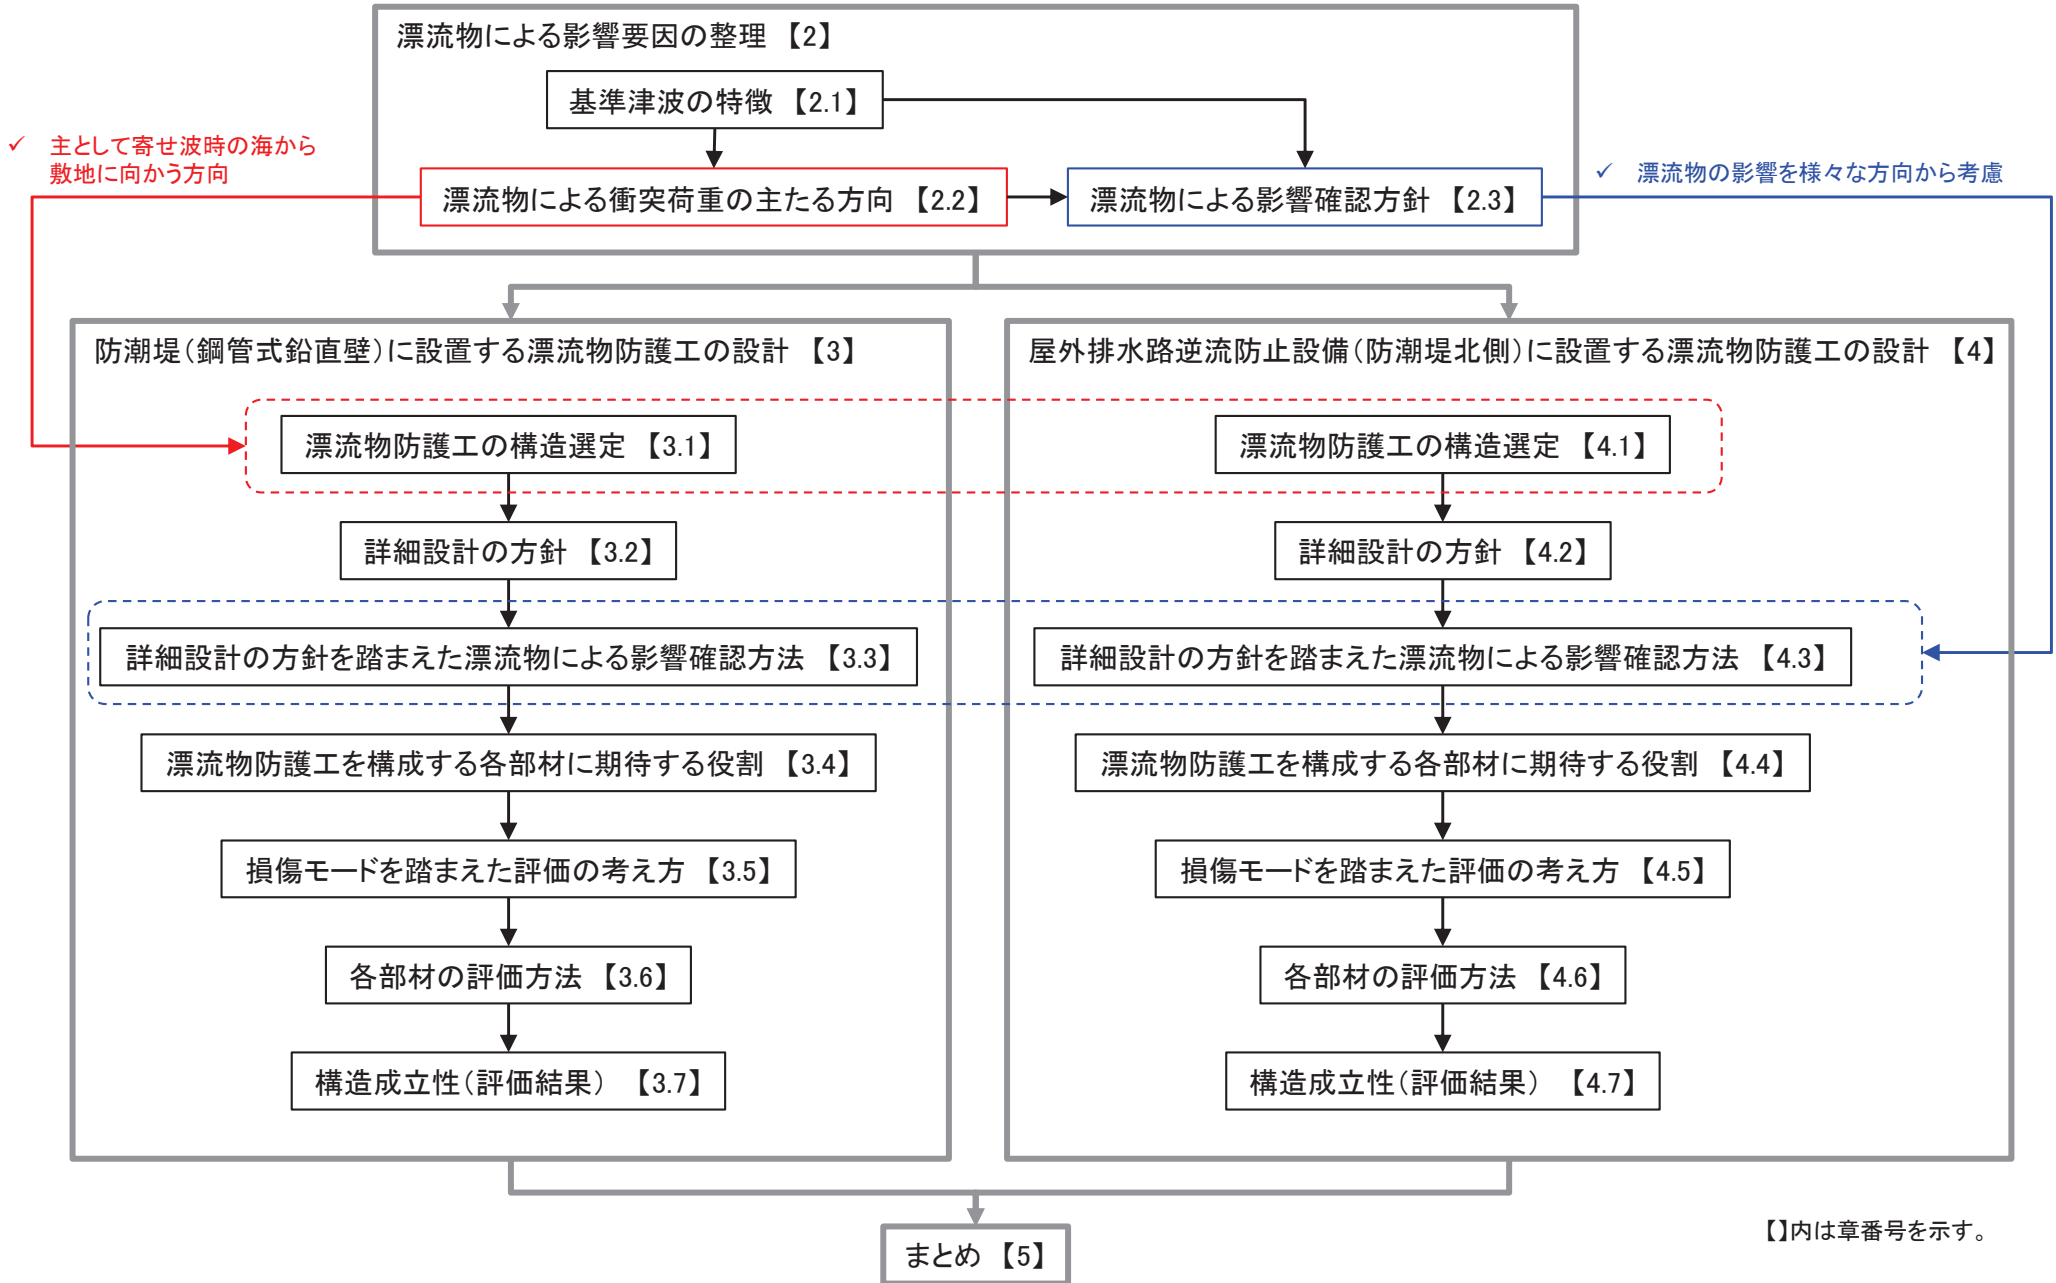 漂流物による影響要因の整理 【2】
基準津波の特徴 【2.1】
✓ 主として寄せ波時の海から
敷地に向かう方向
漂流物による衝突荷重の主たる方向 【2.2】
漂流物による影響確認方針 【2.3】
✓ 漂流物の影響を様々な方向から考慮
防潮堤(鋼管式鉛直壁)に設置する漂流物防護工の設計 【3】
漂流物防護工の構造選定 【3.1】
詳細設計の方針 【3.2】
詳細設計の方針を踏まえた漂流物による影響確認方法 【3.3】
漂流物防護工を構成する各部材に期待する役割 【3.4】
損傷モードを踏まえた評価の考え方 【3.5】
各部材の評価方法 【3.6】
構造成立性(評価結果) 【3.7】
屋外排水路逆流防止設備(防潮堤北側)に設置する漂流物防護工の設計 【4】
漂流物防護工の構造選定 【4.1】
詳細設計の方針 【4.2】
詳細設計の方針を踏まえた漂流物による影響確認方法 【4.3】
漂流物防護工を構成する各部材に期待する役割 【4.4】
損傷モードを踏まえた評価の考え方 【4.5】
各部材の評価方法 【4.6】
構造成立性(評価結果) 【4.7】
まとめ 【5】
【】内は章番号を示す。